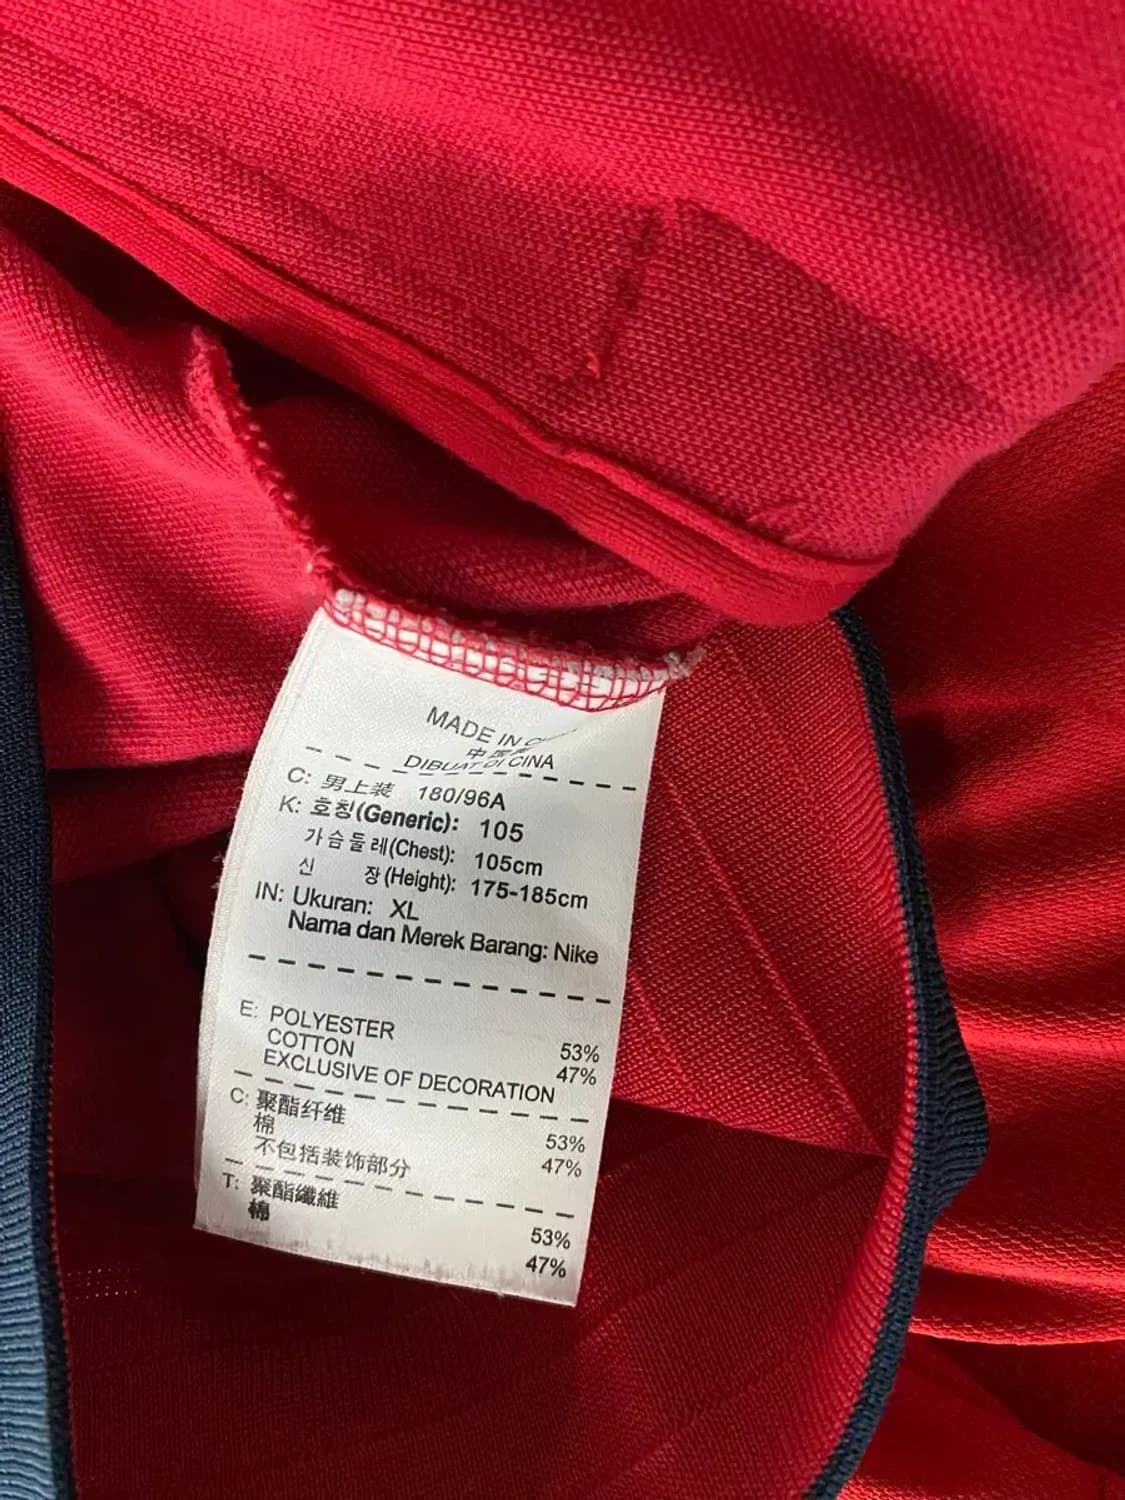 MADE IN
中
DIBUAT DI CINA
C: 男上装 180/96A
K: 호칭(Generic): 105
가슴둘레(Chest): 105cm
신 장(Height): 175-185cm
IN: Ukuran: XL
Nama dan Merek Barang: Nike
E: POLYESTER 53%
COTTON 47%
EXCLUSIVE OF DECORATION
C: 聚酯纤维 53%
棉 47%
不包括装饰部分
T: 聚酯纖維 53%
棉 47%